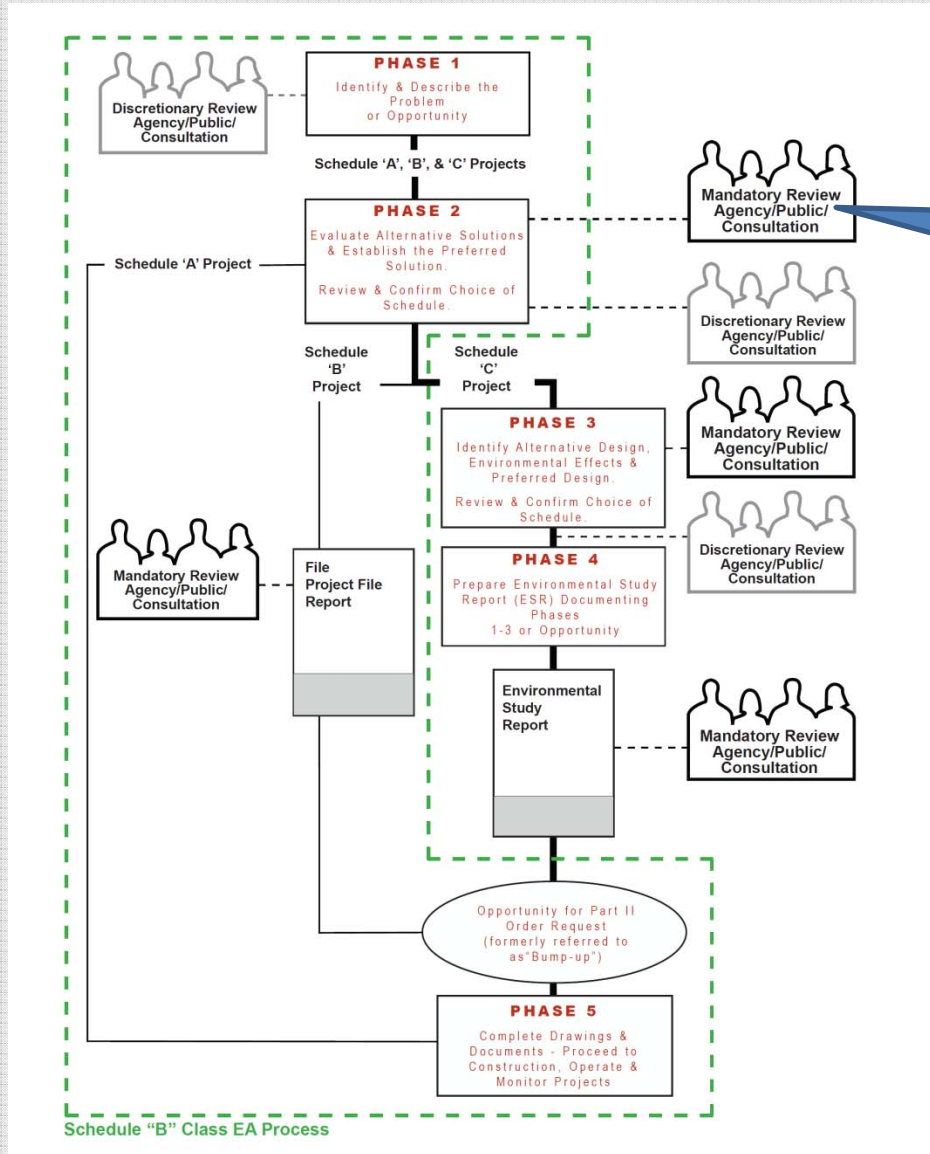 PHASE 1
Identify & Describe the
Problem
or Opportunity
Discretionary Review
Agency/Public/
Consultation
Schedule ‘A’, ‘B’, & ‘C’ Projects
PHASE 2
Evaluate Alternative Solutions
& Establish the Preferred
Solution.
Review & Confirm Choice of
Schedule.
Mandatory Review
Agency/Public/
Consultation
Discretionary Review
Agency/Public/
Consultation
Schedule ‘A’ Project
Schedule
‘B’
Project
Schedule
‘C’
Project
PHASE 3
Identify Alternative Design,
Environmental Effects &
Preferred Design.
Review & Confirm Choice of
Schedule.
Mandatory Review
Agency/Public/
Consultation
Discretionary Review
Agency/Public/
Consultation
PHASE 4
Prepare Environmental Study
Report (ESR) Documenting
Phases
1-3 or Opportunity
Mandatory Review
Agency/Public/
Consultation
File
Project File
Report
Environmental
Study
Report
Mandatory Review
Agency/Public/
Consultation
Opportunity for Part II
Order Request
(formerly referred to
as“Bump-up”)
PHASE 5
Complete Drawings &
Documents - Proceed to
Construction, Operate &
Monitor Projects
Schedule “B” Class EA Process